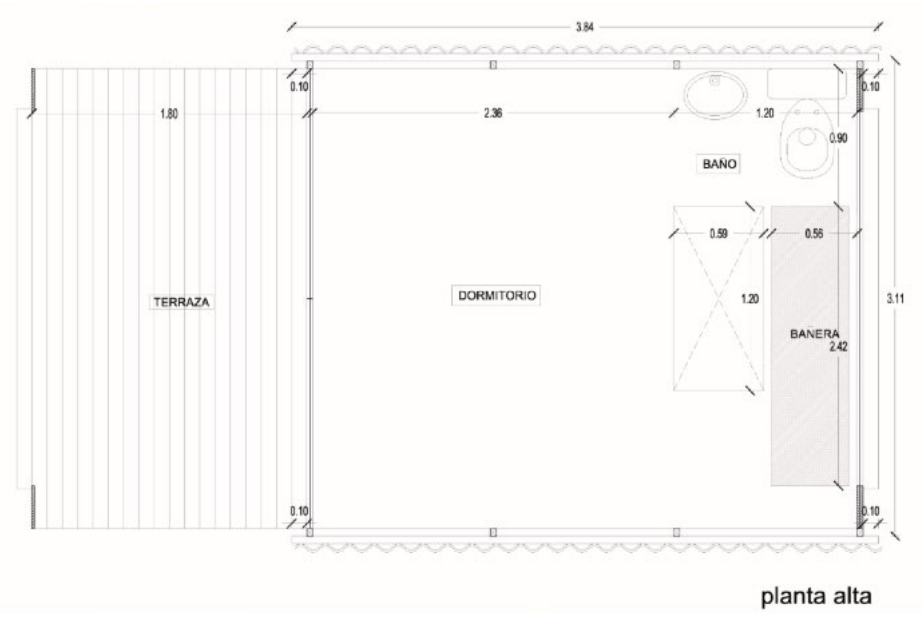 3.84
0.10
0.10
1.80
2.36
1.20
0.90
BAÑO
0.59
0.56
TERRAZA
DORMITORIO
1.20
3.11
BAÑERA
2.42
0.10
0.10
planta alta